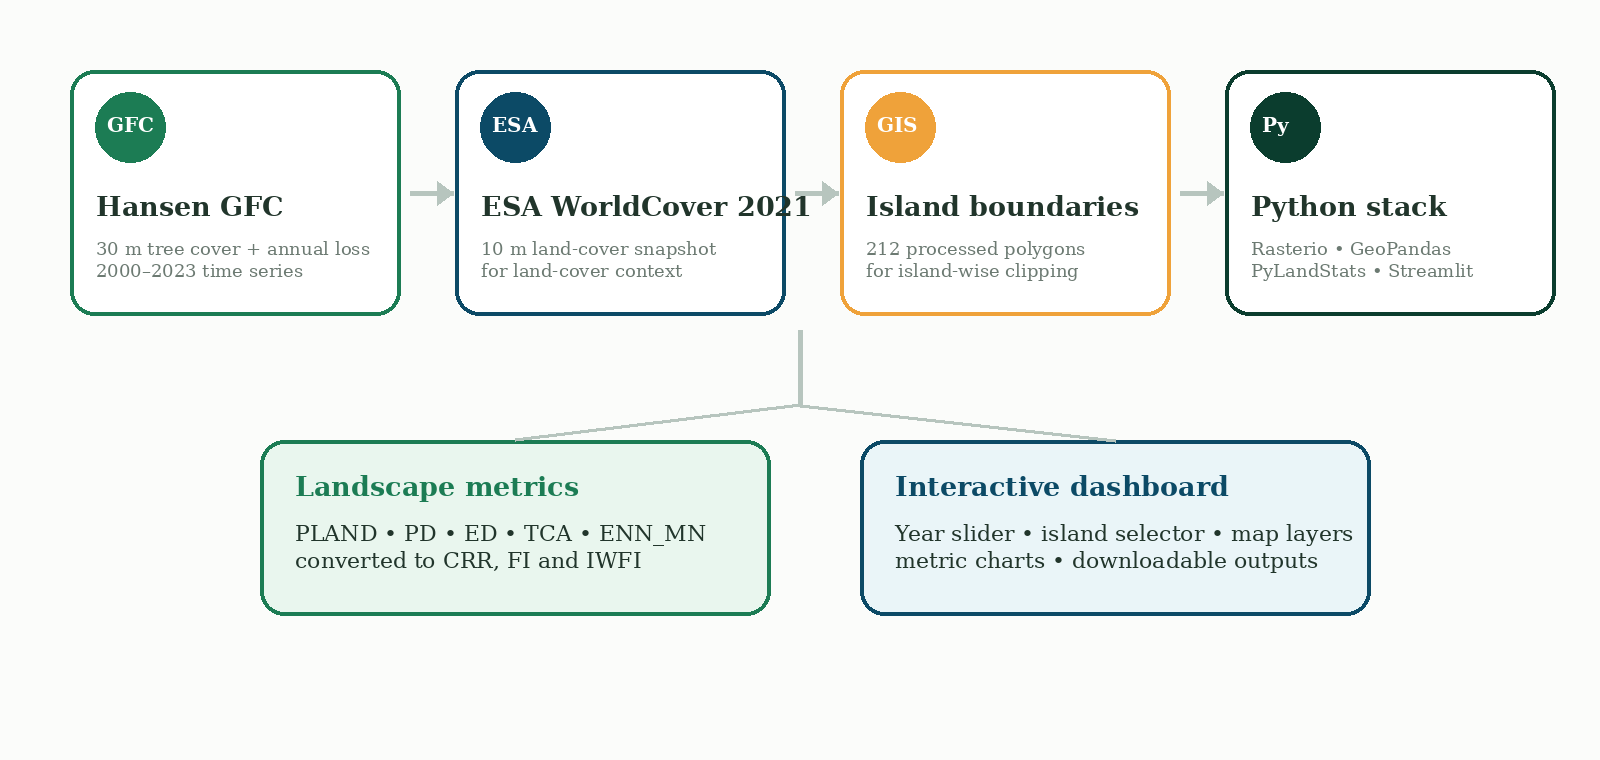 GFC
Hansen GFC
30 m tree cover + annual loss
2000–2023 time series
ESA
ESA WorldCover 2021
10 m land-cover snapshot
for land-cover context
GIS
Island boundaries
212 processed polygons
for island-wise clipping
Py
Python stack
Rasterio • GeoPandas
PyLandStats • Streamlit
Landscape metrics
PLAND • PD • ED • TCA • ENN_MN
converted to CRR, FI and IWFI
Interactive dashboard
Year slider • island selector • map layers
metric charts • downloadable outputs